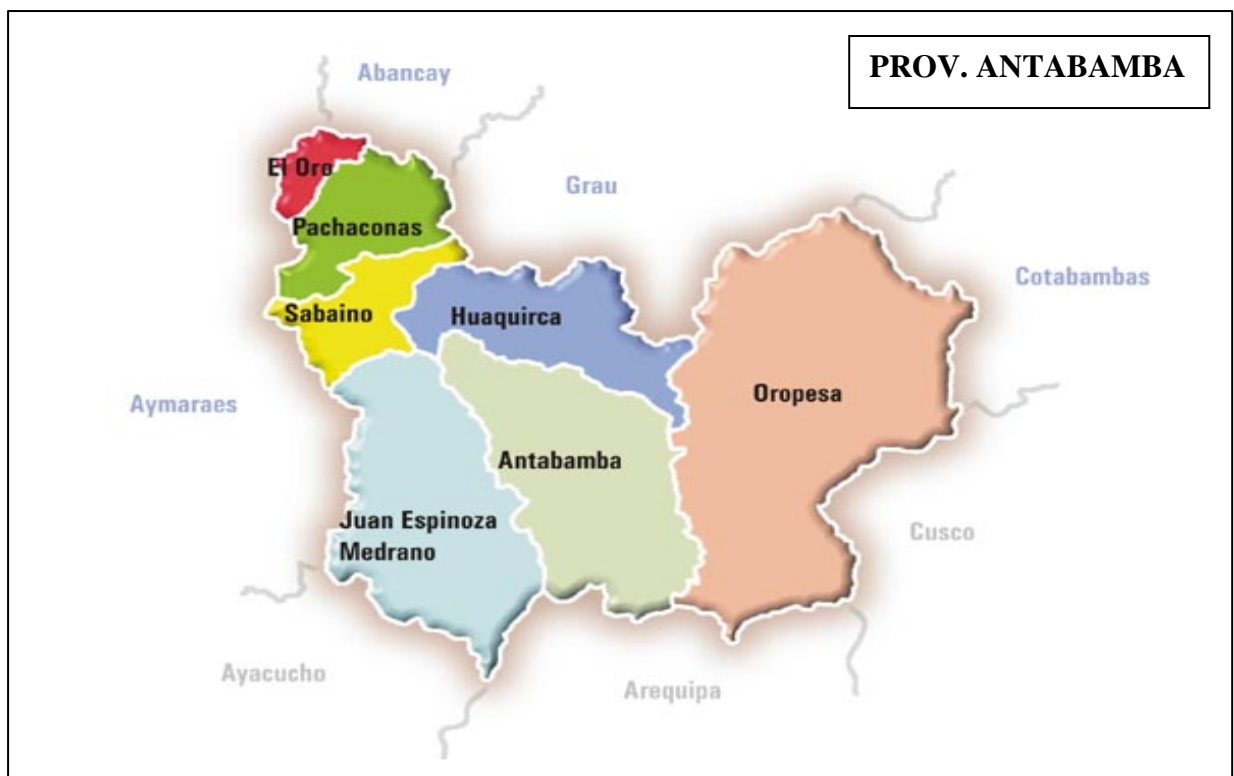 PROV. ANTABAMBA
Abancay
El Oro
Grau
Pachaconas
Cotabambas
Sabaino
Huaquirca
Oropesa
Aymaraes
Antabamba
Juan Espinoza
Medrano
Cusco
Ayacucho
Arequipa